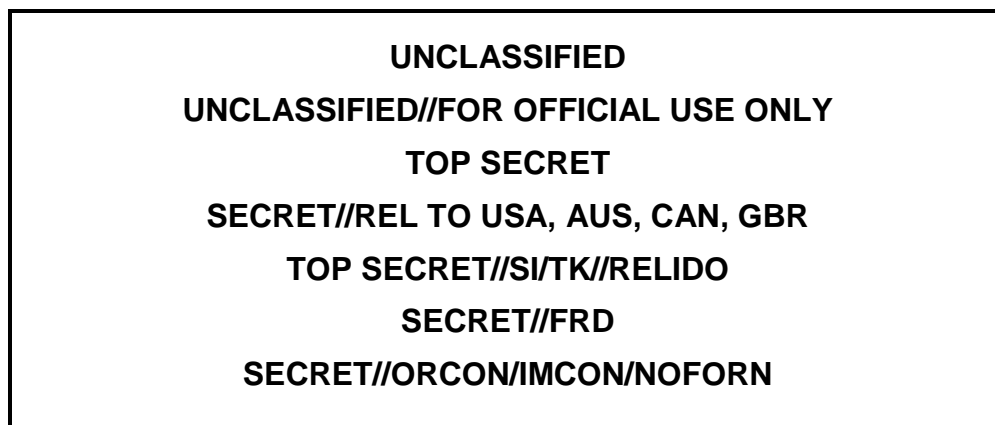 UNCLASSIFIED
UNCLASSIFIED//FOR OFFICIAL USE ONLY
TOP SECRET
SECRET//REL TO USA, AUS, CAN, GBR
TOP SECRET//SI/TK//RELIDO
SECRET//FRD
SECRET//ORCON/IMCON/NOFORN